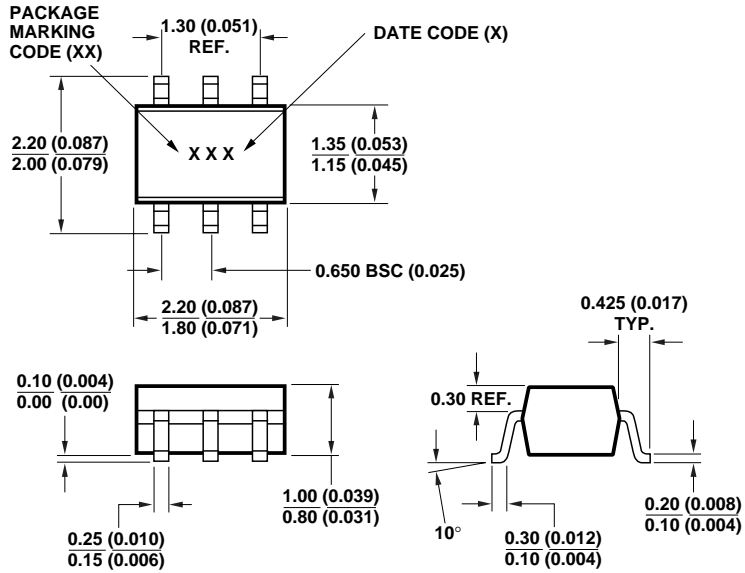 PACKAGE
MARKING
CODE (XX)
1.30 (0.051)
REF.
DATE CODE (X)
2.20 (0.087)
2.00 (0.079)
X X X
1.35 (0.053)
1.15 (0.045)
0.650 BSC (0.025)
2.20 (0.087)
1.80 (0.071)
0.425 (0.017)
TYP.
0.10 (0.004)
0.00 (0.00)
0.30 REF.
1.00 (0.039)
0.80 (0.031)
0.25 (0.010)
0.15 (0.006)
10°
0.30 (0.012)
0.10 (0.004)
0.20 (0.008)
0.10 (0.004)